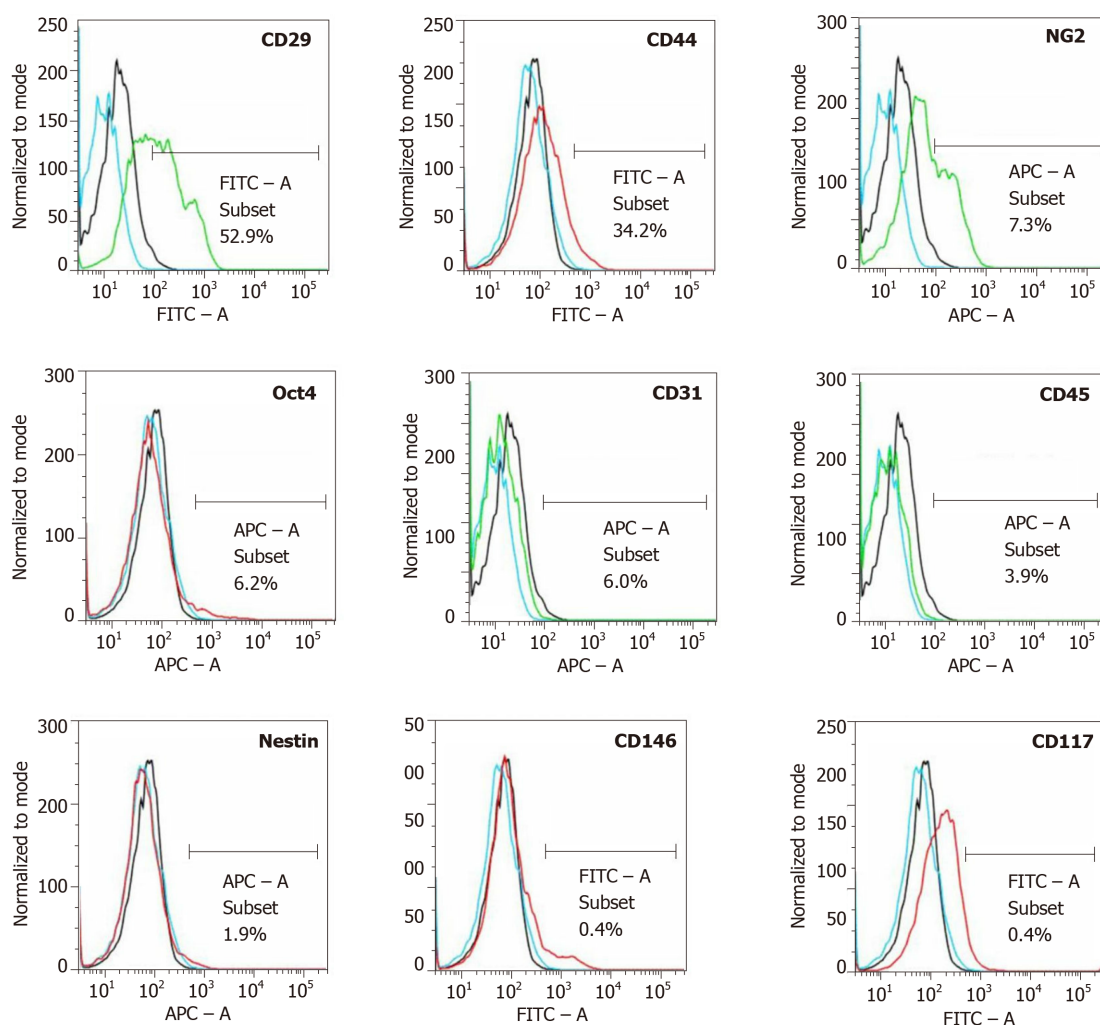 CD29
Normalized to mode
250
200
150
100
50
0
FITC – A
Subset
52.9%
10¹ 10² 10³ 10⁴ 10⁵
FITC – A
CD44
Normalized to mode
250
200
150
100
50
0
FITC – A
Subset
34.2%
10¹ 10² 10³ 10⁴ 10⁵
FITC – A
NG2
Normalized to mode
300
200
100
0
APC – A
Subset
7.3%
10¹ 10² 10³ 10⁴ 10⁵
APC – A
Oct4
Normalized to mode
300
200
100
0
APC – A
Subset
6.2%
10¹ 10² 10³ 10⁴ 10⁵
APC – A
CD31
Normalized to mode
300
200
100
0
APC – A
Subset
6.0%
10¹ 10² 10³ 10⁴ 10⁵
APC – A
CD45
Normalized to mode
300
200
100
0
APC – A
Subset
3.9%
10¹ 10² 10³ 10⁴ 10⁵
APC – A
Nestin
Normalized to mode
300
200
100
0
APC – A
Subset
1.9%
10¹ 10² 10³ 10⁴ 10⁵
APC – A
CD146
Normalized to mode
50
00
50
00
50
0
FITC – A
Subset
0.4%
10¹ 10² 10³ 10⁴ 10⁵
FITC – A
CD117
Normalized to mode
250
200
150
100
50
0
FITC – A
Subset
0.4%
10¹ 10² 10³ 10⁴ 10⁵
FITC – A